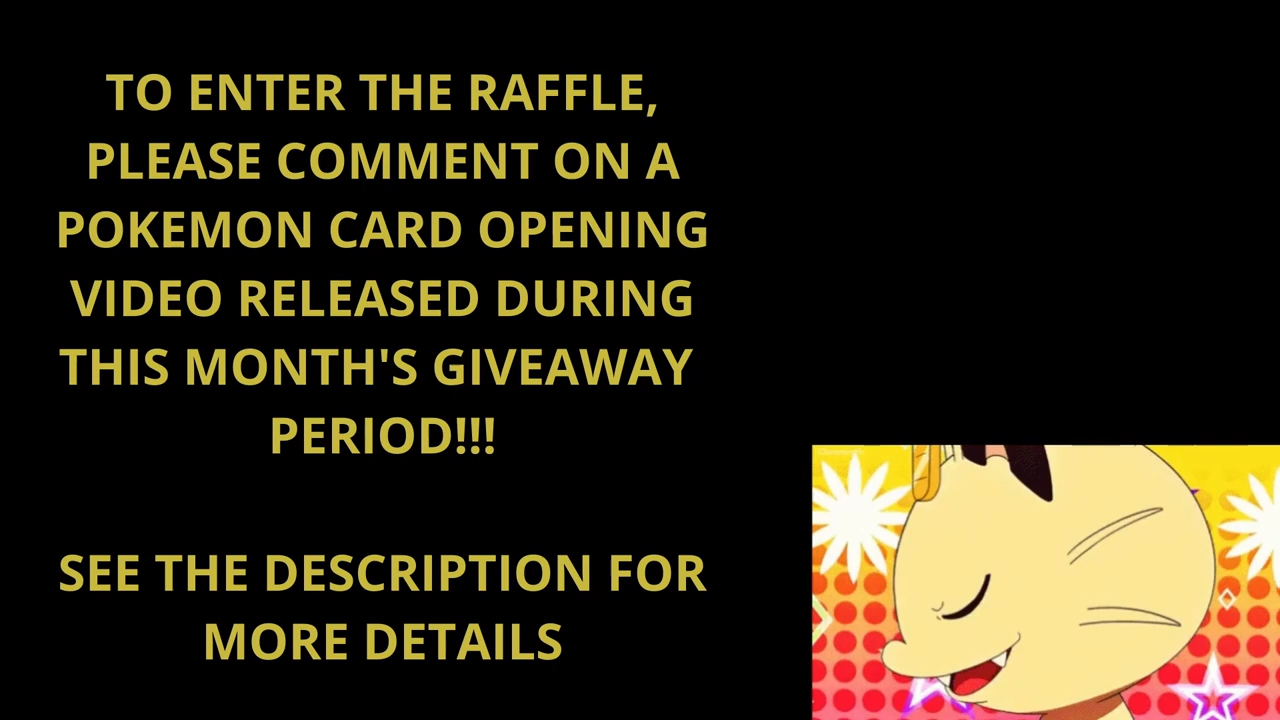 TO ENTER THE RAFFLE,
PLEASE COMMENT ON A
POKEMON CARD OPENING
VIDEO RELEASED DURING
THIS MONTH'S GIVEAWAY
PERIOD!!!
SEE THE DESCRIPTION FOR
MORE DETAILS